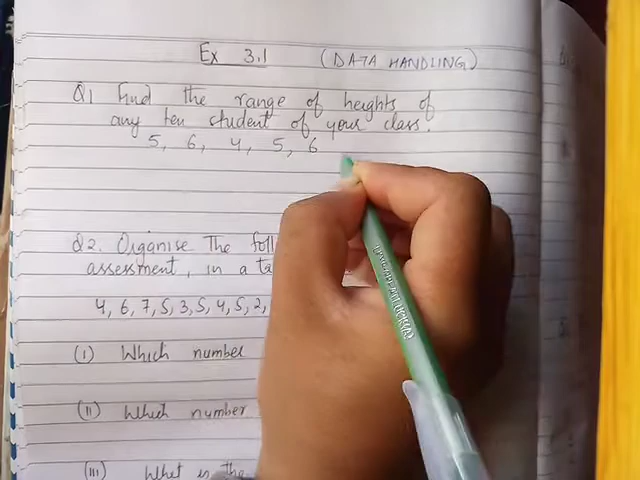 Ex 3.1 (DATA HANDLING)
Q1 Find the range of heights of
any ten student of your class.
5, 6, 4, 5, 6
Q2. Organise The foll
assessment, in a ta
4, 6, 7, 5, 3, 5, 4, 5, 2,
(i) Which number
(ii) Which number
(iii) What is the